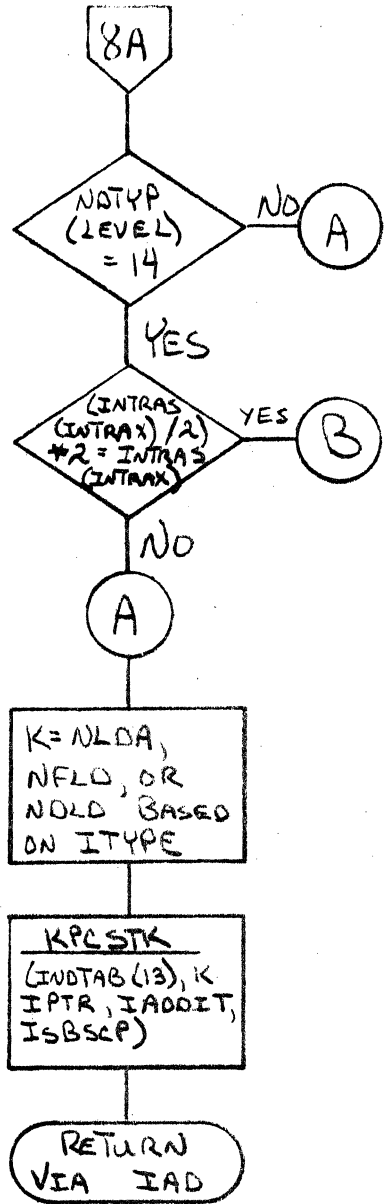 8A
NDTYP
(LEVEL)
= 14
NO
A
YES
(INTRAS
(INTRAX) / 2)
*2 = INTRAS
(INTRAX)
YES
B
NO
A
K = NLDA,
NFLD, OR
NDLD BASED
ON ITYPE
KPCSTK
(INDTAB(13), K
IPTR, IADDIT,
ISBSCP)
RETURN
VIA IAD